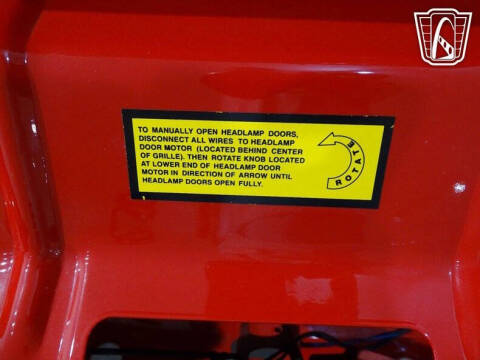 TO MANUALLY OPEN HEADLAMP DOORS,
DISCONNECT ALL WIRES TO HEADLAMP
DOOR MOTOR (LOCATED BEHIND CENTER
OF GRILLE). THEN ROTATE KNOB LOCATED
AT LOWER END OF HEADLAMP DOOR
MOTOR IN DIRECTION OF ARROW UNTIL
HEADLAMP DOORS OPEN FULLY.
ROTATE